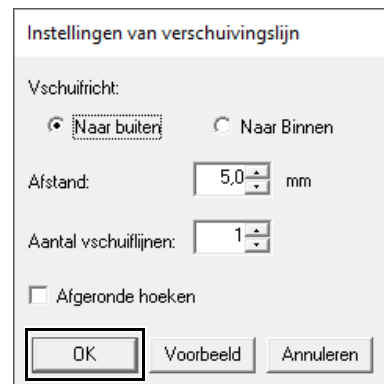 Instellingen van verschuivingslijn
Vschuifricht:
Naar buiten Naar Binnen
Afstand: 5,0 mm
Aantal vschuiflijnen: 1
Afgeronde hoeken
OK Voorbeeld Annuleren